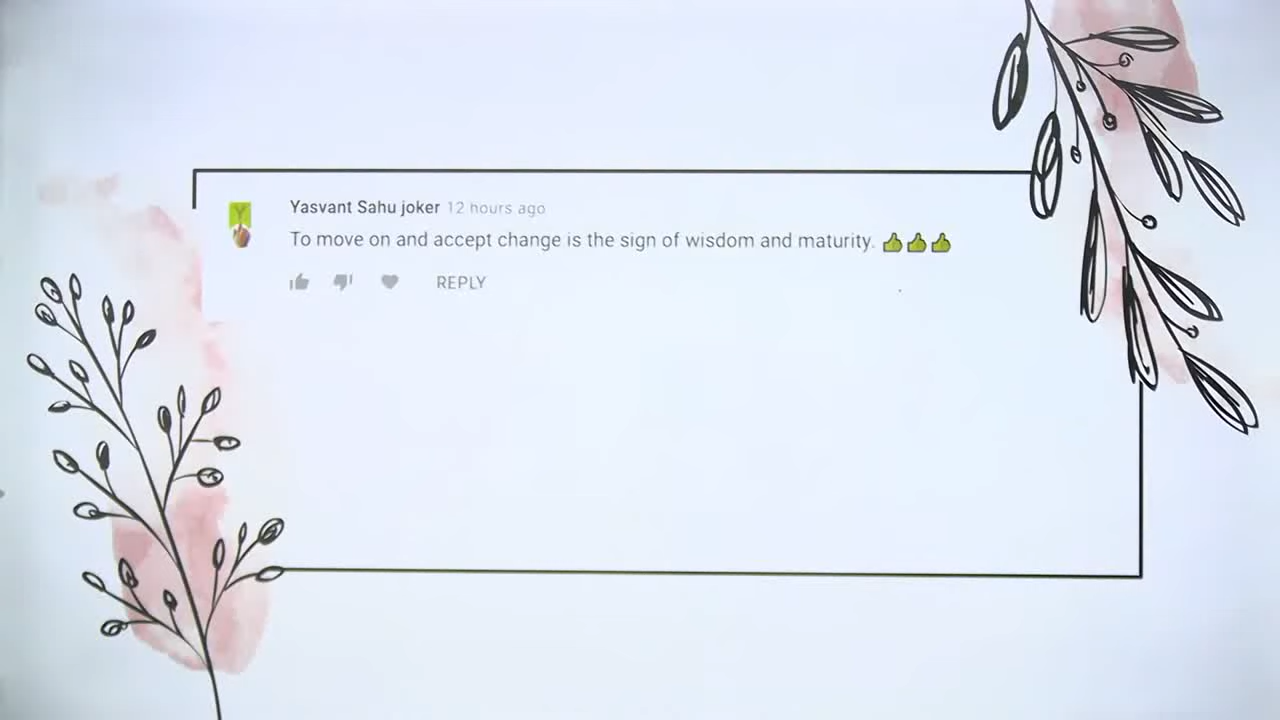 Yasvant Sahu joker 12 hours ago
To move on and accept change is the sign of wisdom and maturity. 👍👍👍
REPLY